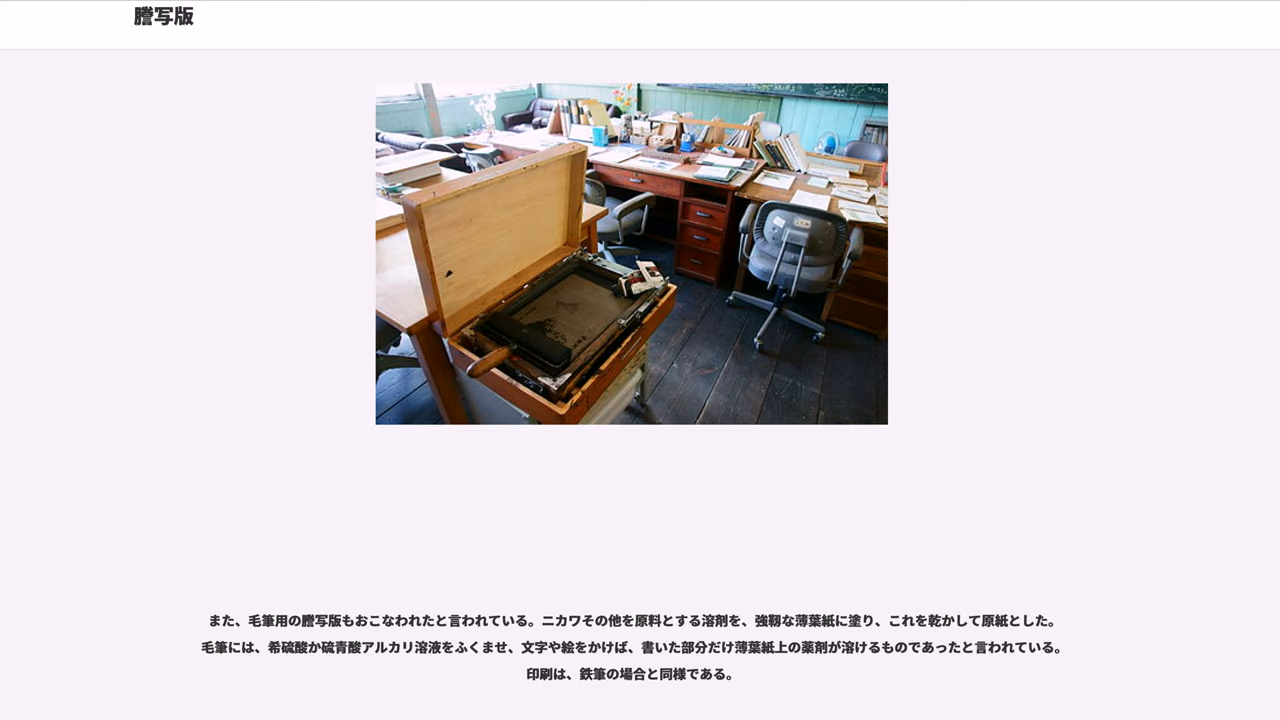 謄写版
また、毛筆用の謄写版もおこなわれたと言われている。ニカワその他を原料とする溶剤を、強靱な薄葉紙に塗り、これを乾かして原紙とした。
毛筆には、希硫酸か硫青酸アルカリ溶液をふくませ、文字や絵をかけば、書いた部分だけ薄葉紙上の薬剤が溶けるものであったと言われている。
印刷は、鉄筆の場合と同様である。